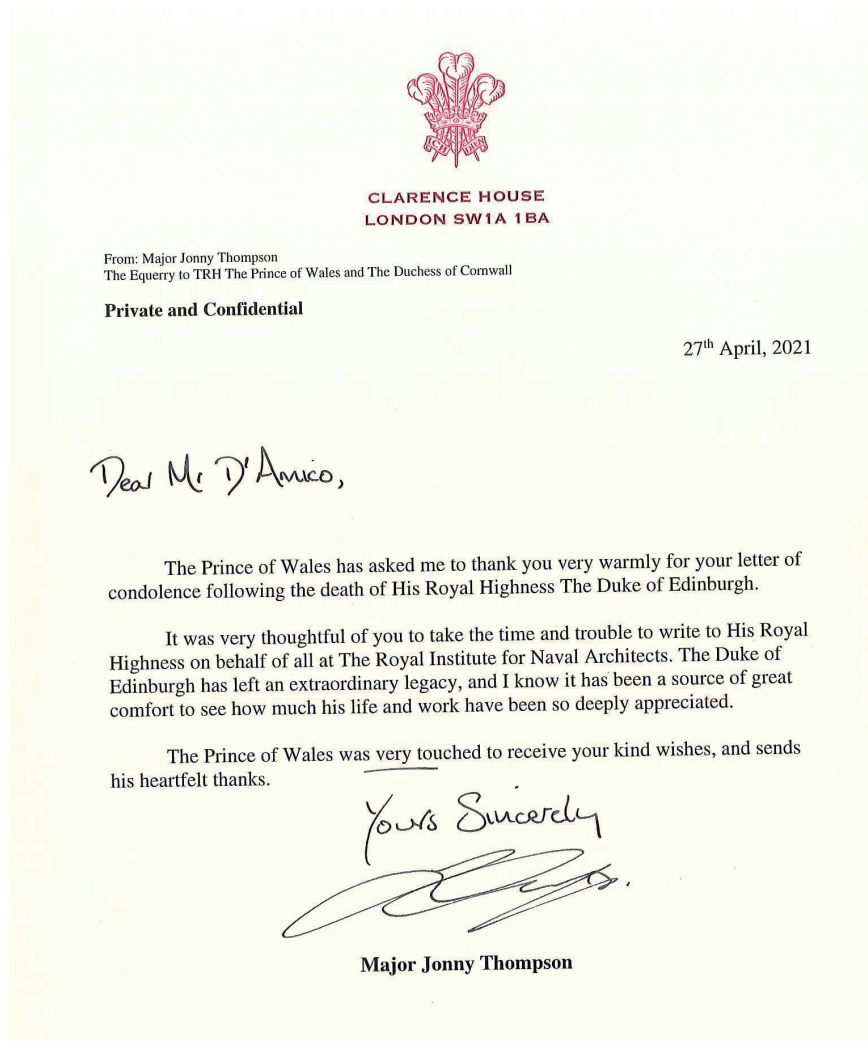 ICH DIEN
CLARENCE HOUSE
LONDON SW1A 1BA
From: Major Jonny Thompson
The Equerry to TRH The Prince of Wales and The Duchess of Cornwall
Private and Confidential
27th April, 2021
Dear Mr D'Amico,
The Prince of Wales has asked me to thank you very warmly for your letter of
condolence following the death of His Royal Highness The Duke of Edinburgh.
It was very thoughtful of you to take the time and trouble to write to His Royal
Highness on behalf of all at The Royal Institute for Naval Architects. The Duke of
Edinburgh has left an extraordinary legacy, and I know it has been a source of great
comfort to see how much his life and work have been so deeply appreciated.
The Prince of Wales was very touched to receive your kind wishes, and sends
his heartfelt thanks.
Yours Sincerely
Major Jonny Thompson